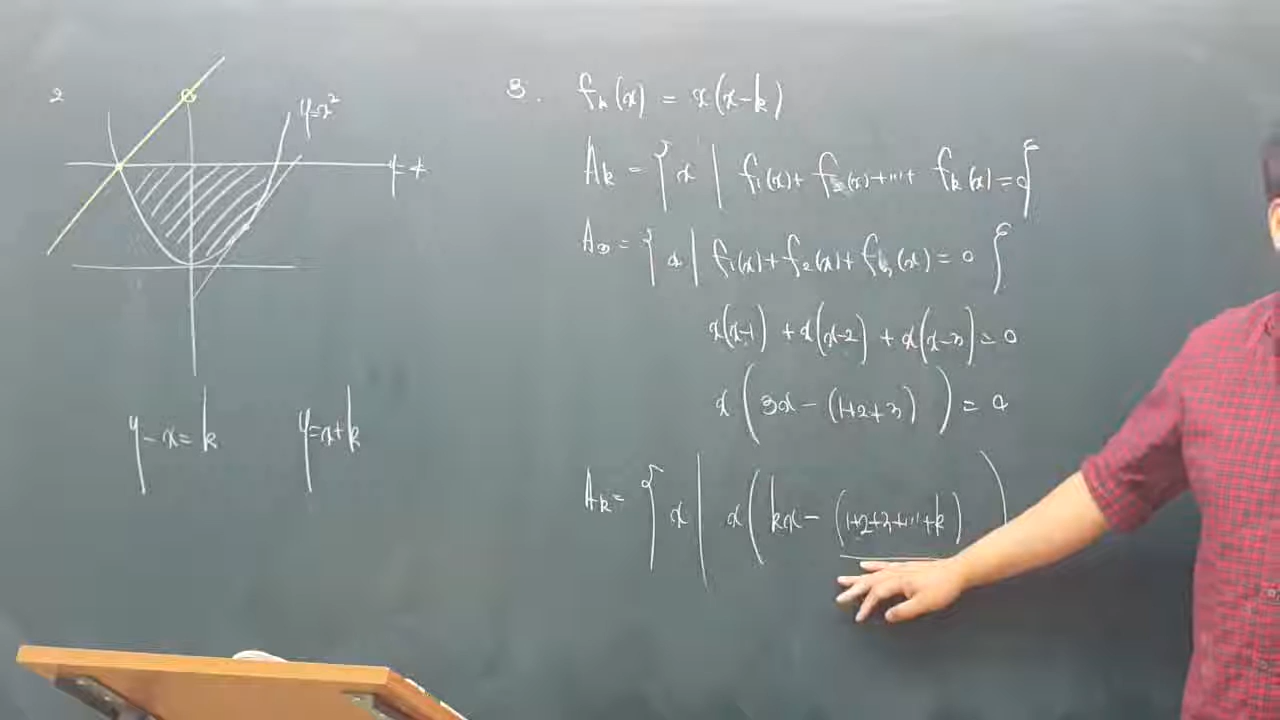 2
y=x²
y=4
y-x=k
y=x+k
3. fₖ(x) = x(x-k)
Aₖ = { x | f₁(x)+ f₂(x)+…+ fₖ(x)=0 }
A₃ = { x | f₁(x)+f₂(x)+f₃(x)=0 }
x(x-1) +x(x-2) +x(x-3)=0
x(3x-(1+2+3))=0
Aₖ= { x | x(kx-(1+2+3+…+k))